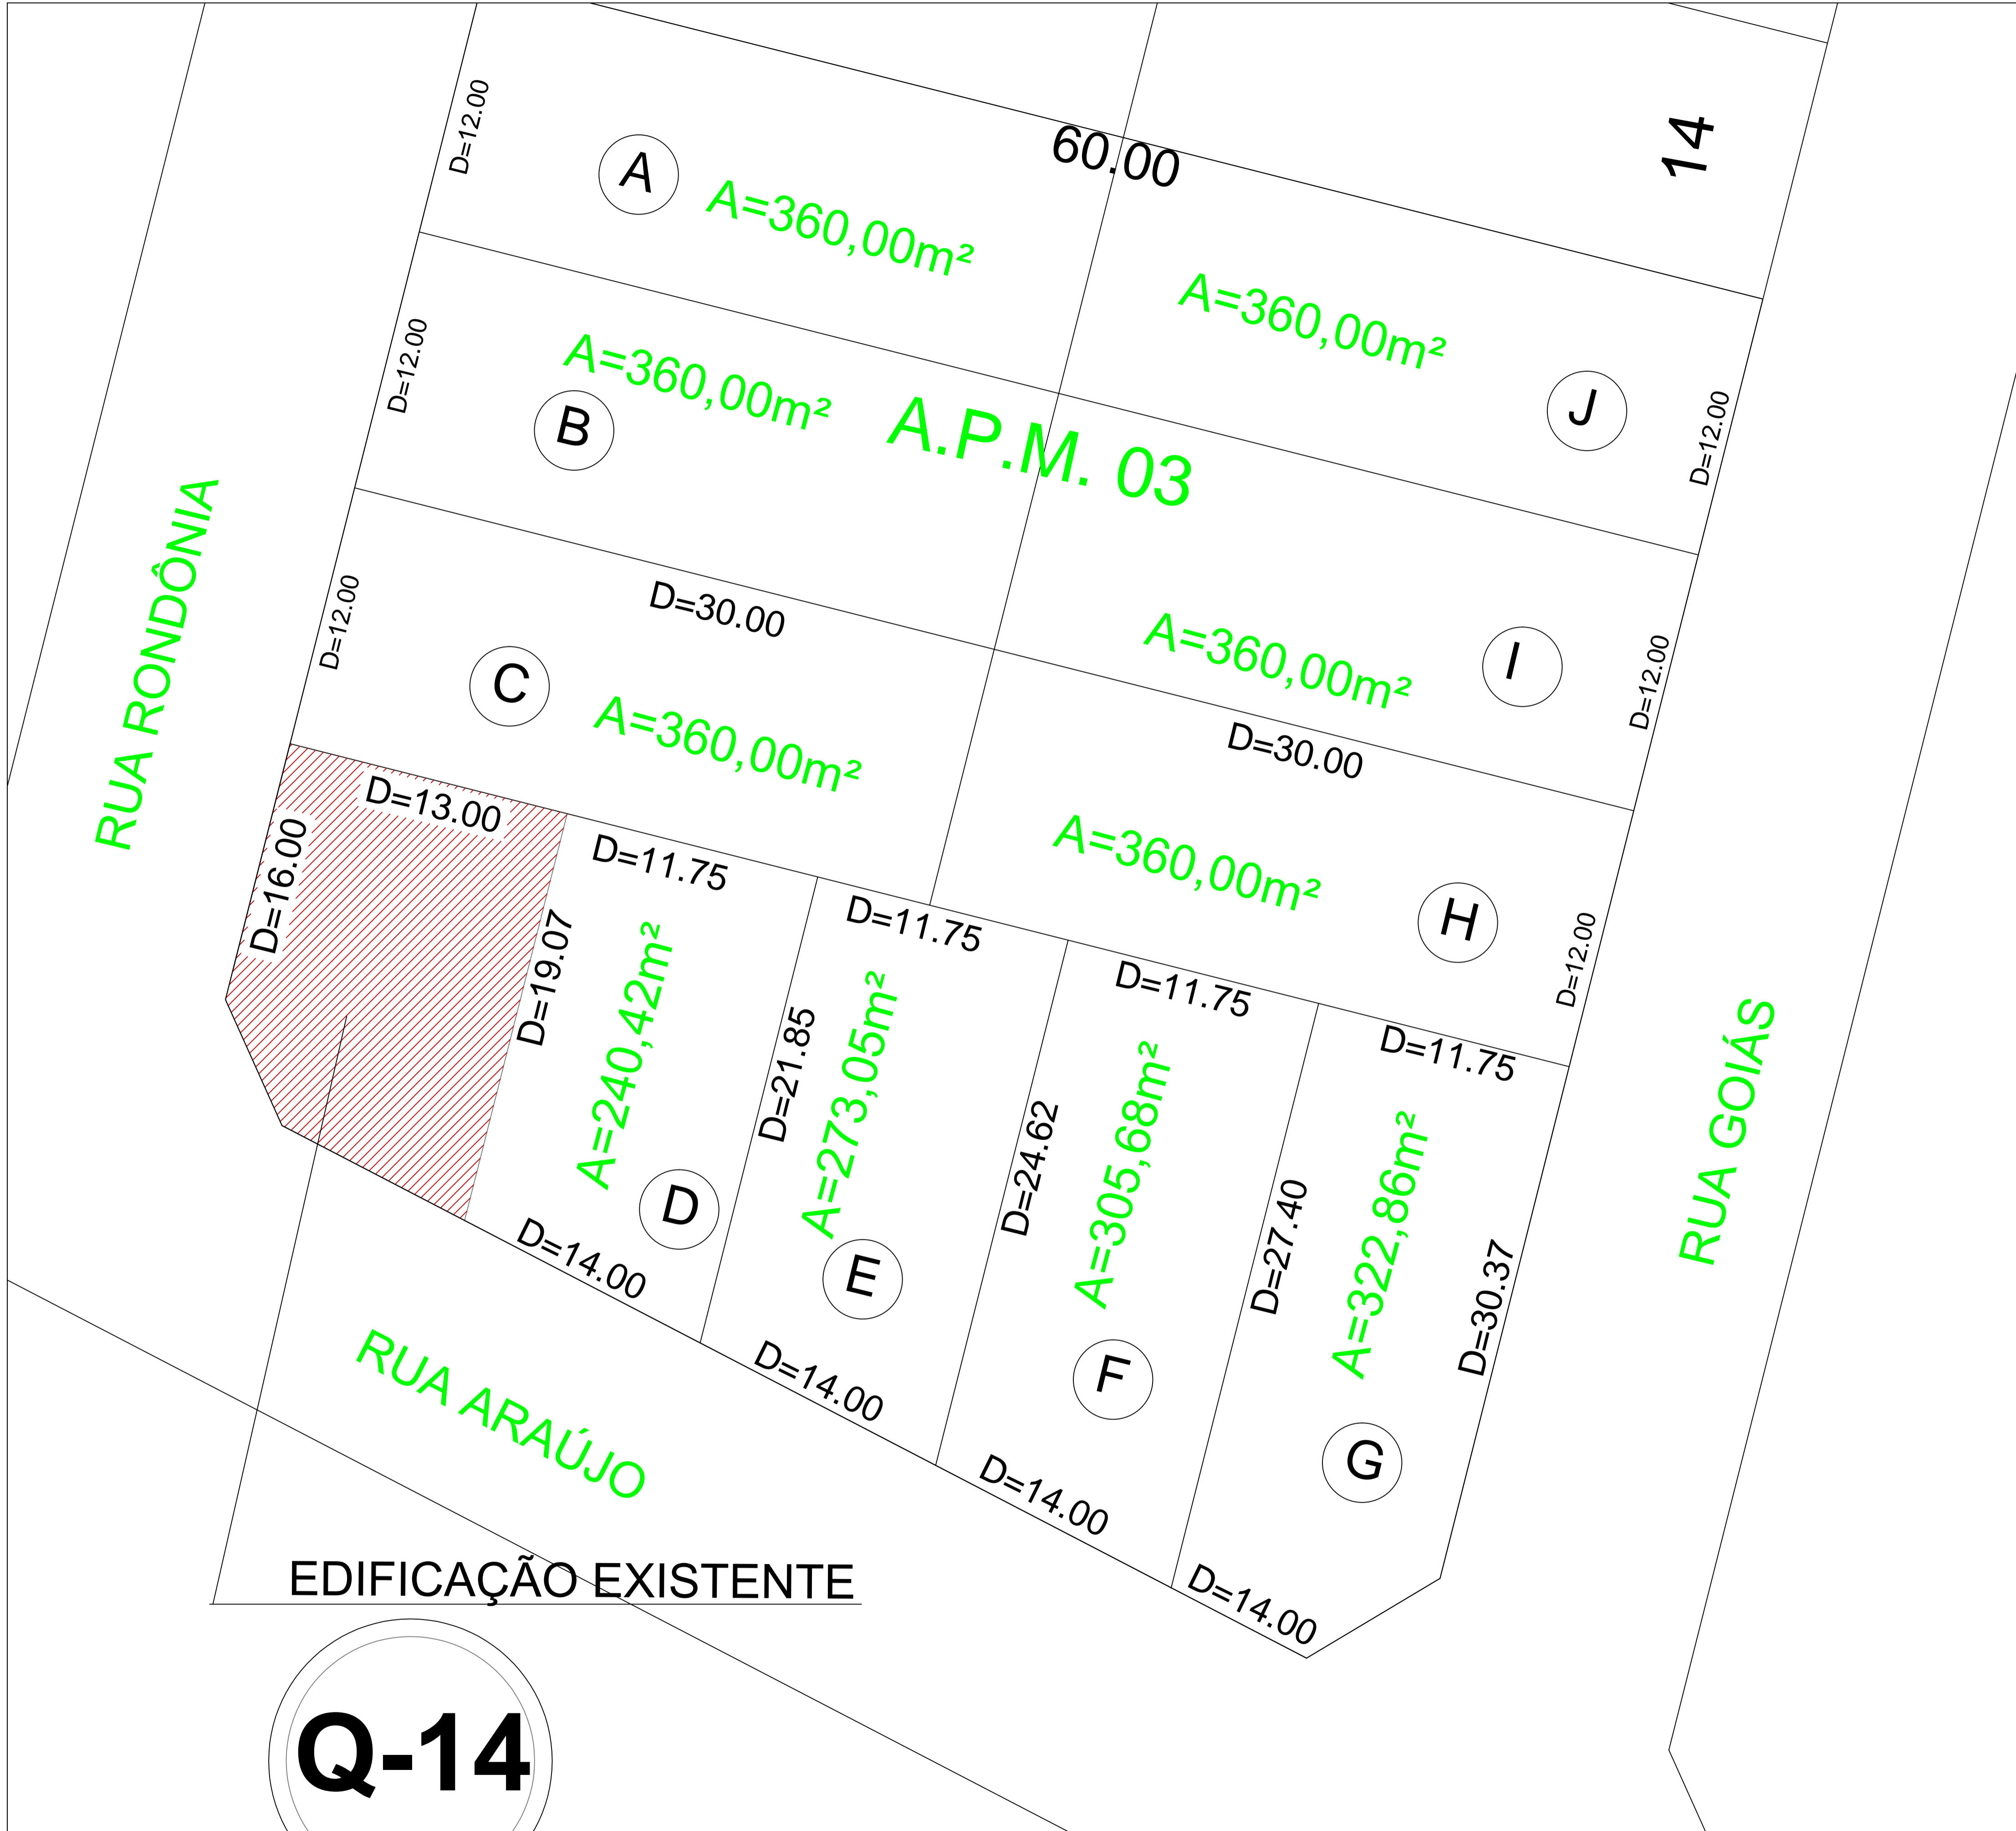 D=12.00
A
A=360,00m²
60.00
14
A=360,00m²
J
D=12.00
D=12.00
B
A=360,00m²
A.P.M. 03
RUA RONDÔNIA
D=12.00
C
D=30.00
A=360,00m²
A=360,00m²
I
D=12.00
D=30.00
A=360,00m²
H
D=12.00
D=13.00
D=16.00
D=11.75
D=19.07
A=240,42m²
D
D=14.00
D=11.75
D=21.85
A=273,05m²
E
D=14.00
D=11.75
D=24.62
A=305,68m²
F
D=14.00
D=11.75
D=27.40
A=322,86m²
G
D=30.37
D=14.00
RUA GOIÁS
RUA ARAÚJO
EDIFICAÇÃO EXISTENTE
Q-14